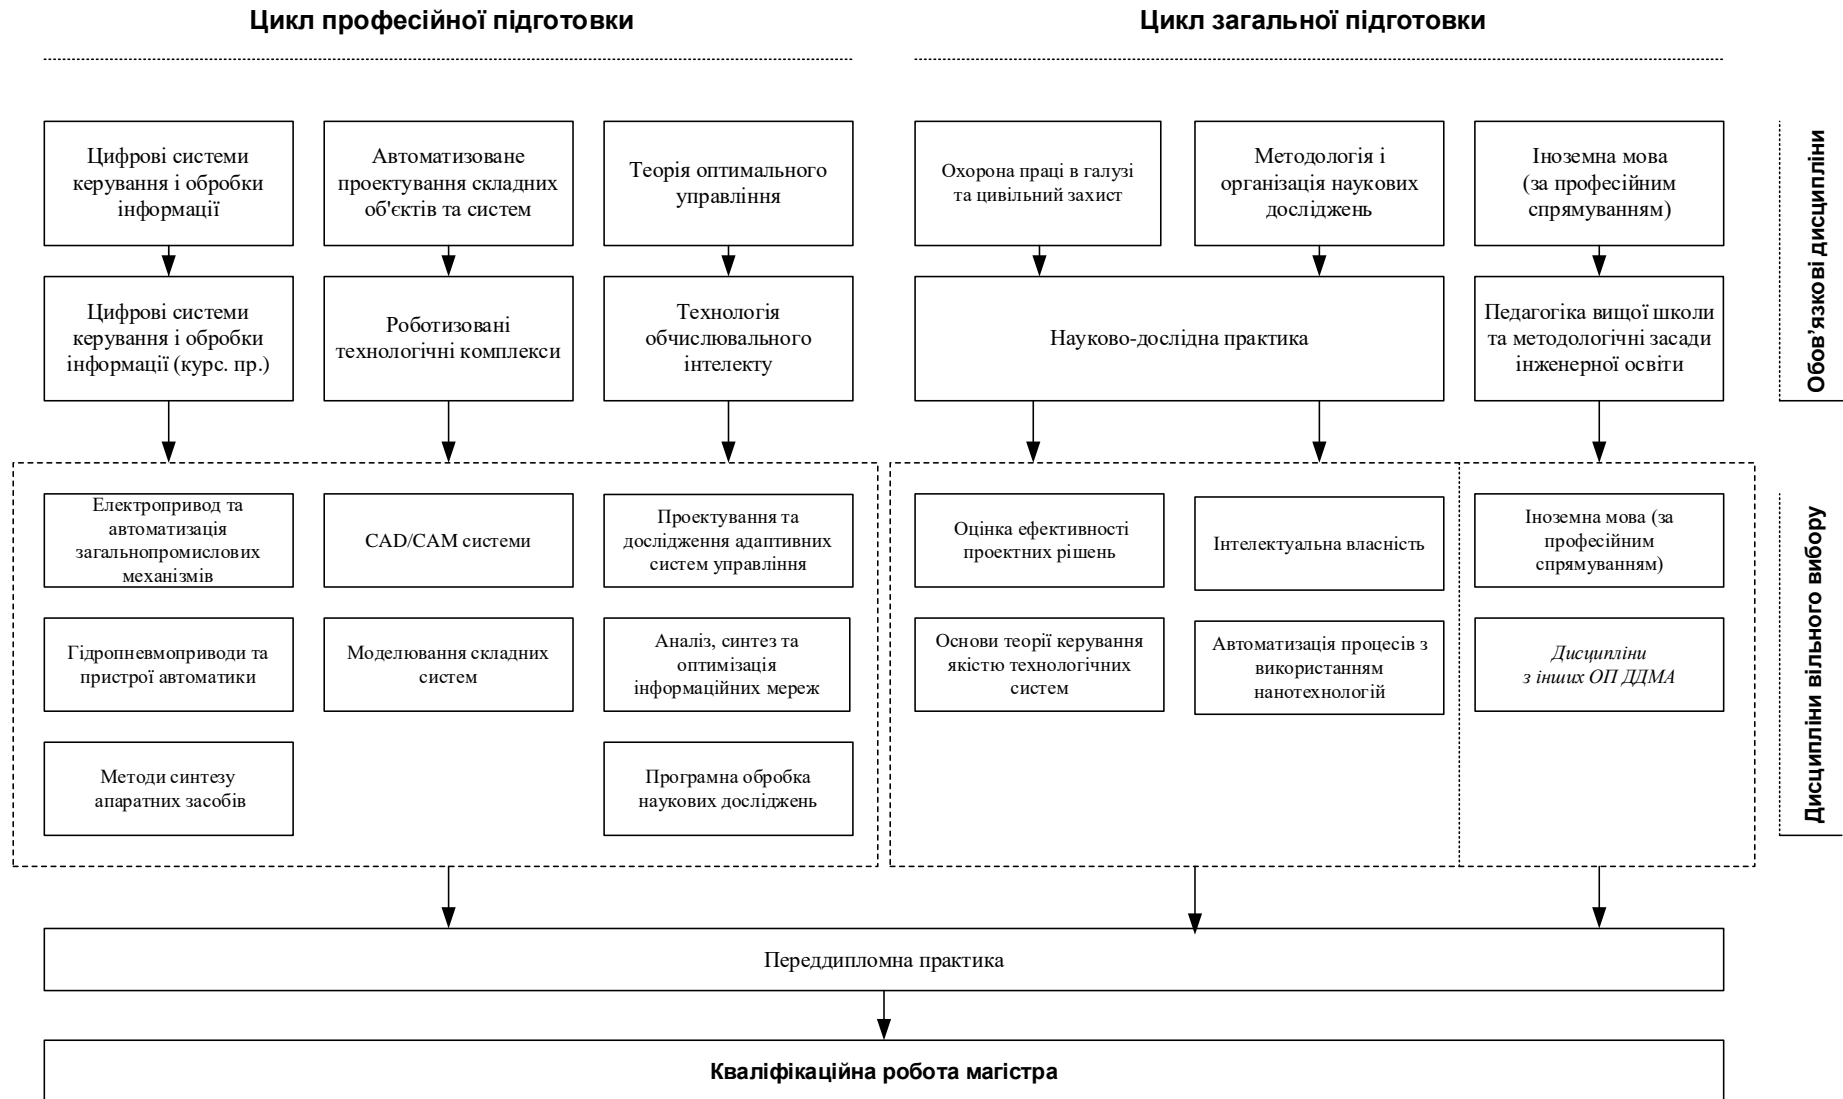 Цикл професійної підготовки
Цикл загальної підготовки
Цифрові системи
керування і обробки
інформації
Автоматизоване
проектування складних
об'єктів та систем
Теорія оптимального
управління
Охорона праці в галузі
та цивільний захист
Методологія і
організація наукових
досліджень
Іноземна мова
(за професійним
спрямуванням)
Обов’язкові дисципліни
Цифрові системи
керування і обробки
інформації (курс. пр.)
Роботизовані
технологічні комплекси
Технологія
обчислювального
інтелекту
Науково-дослідна практика
Педагогіка вищої школи
та методологічні засади
інженерної освіти
Електропривод та
автоматизація
загальнопромислових
механізмів
CAD/CAM системи
Проектування та
дослідження адаптивних
систем управління
Оцінка ефективності
проектних рішень
Інтелектуальна власність
Іноземна мова (за
професійним
спрямуванням)
Дисципліни вільного вибору
Гідропневмоприводи та
пристрої автоматики
Моделювання складних
систем
Аналіз, синтез та
оптимізація
інформаційних мереж
Основи теорії керування
якістю технологічних
систем
Автоматизація процесів з
використанням
нанотехнологій
Дисципліни
з інших ОП ДДМА
Методи синтезу
апаратних засобів
Програмна обробка
наукових досліджень
Переддипломна практика
Кваліфікаційна робота магістра